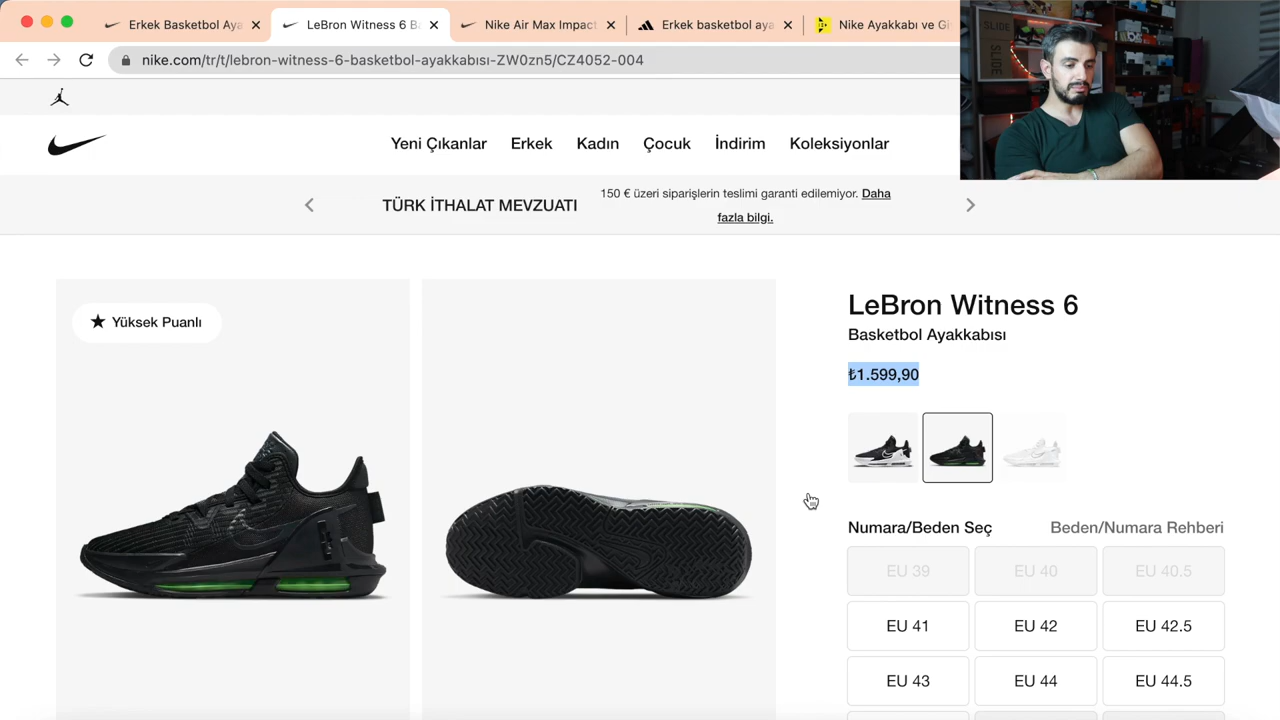 Erkek Basketbol Aya
LeBron Witness 6 B
Nike Air Max Impact
Erkek basketbol aya
Nike Ayakkabı ve Gi
nike.com/tr/t/lebron-witness-6-basketbol-ayakkabısı-ZW0zn5/CZ4052-004
SLIDE
SLIDE
Yeni Çıkanlar Erkek Kadın Çocuk İndirim Koleksiyonlar
TÜRK İTHALAT MEVZUATI
150 € üzeri siparişlerin teslimi garanti edilemiyor. Daha
fazla bilgi.
Yüksek Puanlı
LeBron Witness 6
Basketbol Ayakkabısı
₺1.599,90
Numara/Beden Seç Beden/Numara Rehberi
EU 39 EU 40 EU 40.5
EU 41 EU 42 EU 42.5
EU 43 EU 44 EU 44.5